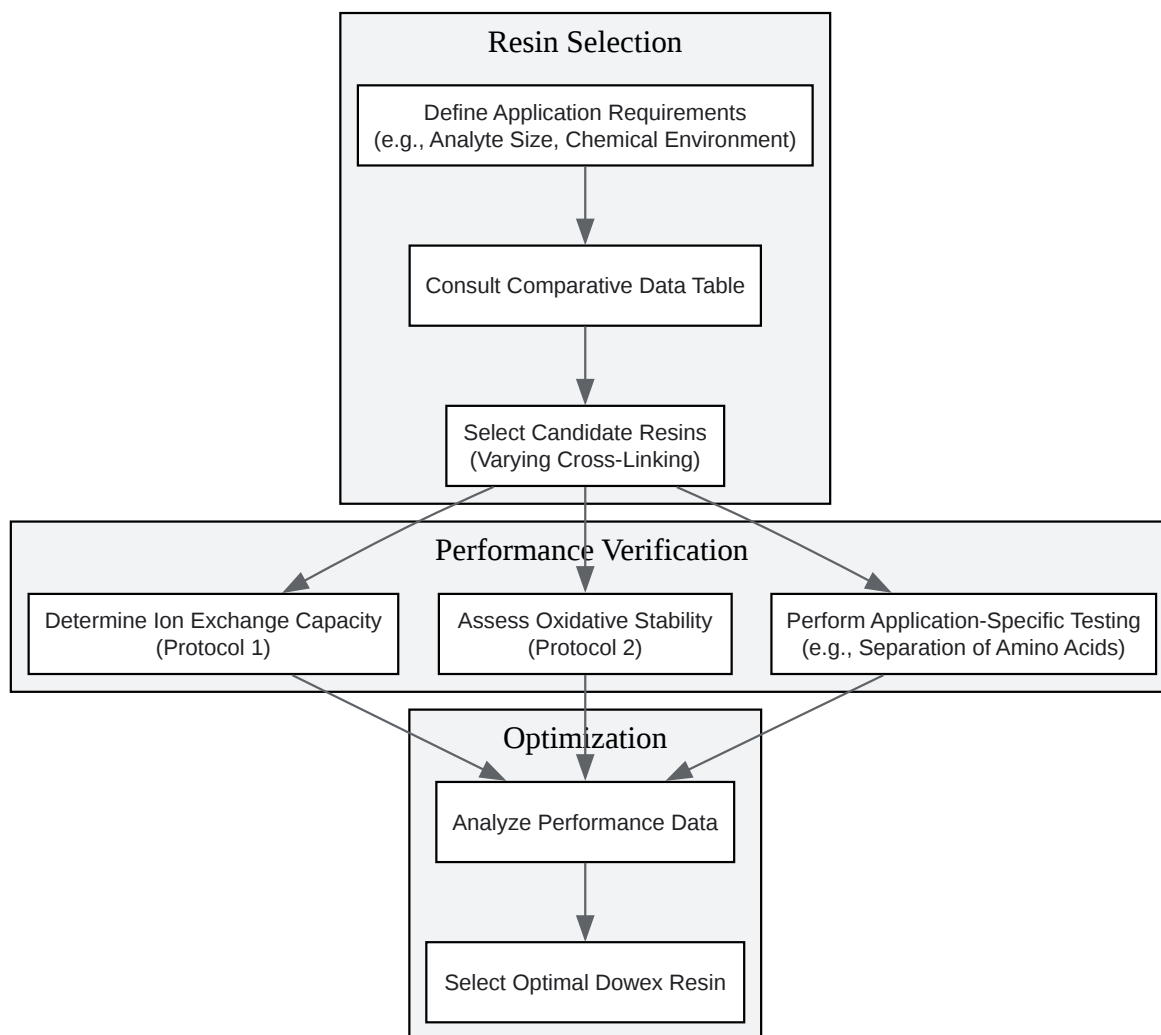 Resin Selection
Define Application Requirements
(e.g., Analyte Size, Chemical Environment)
Consult Comparative Data Table
Select Candidate Resins
(Varying Cross-Linking)
Performance Verification
Determine Ion Exchange Capacity
(Protocol 1)
Assess Oxidative Stability
(Protocol 2)
Perform Application-Specific Testing
(e.g., Separation of Amino Acids)
Optimization
Analyze Performance Data
Select Optimal Dowex Resin